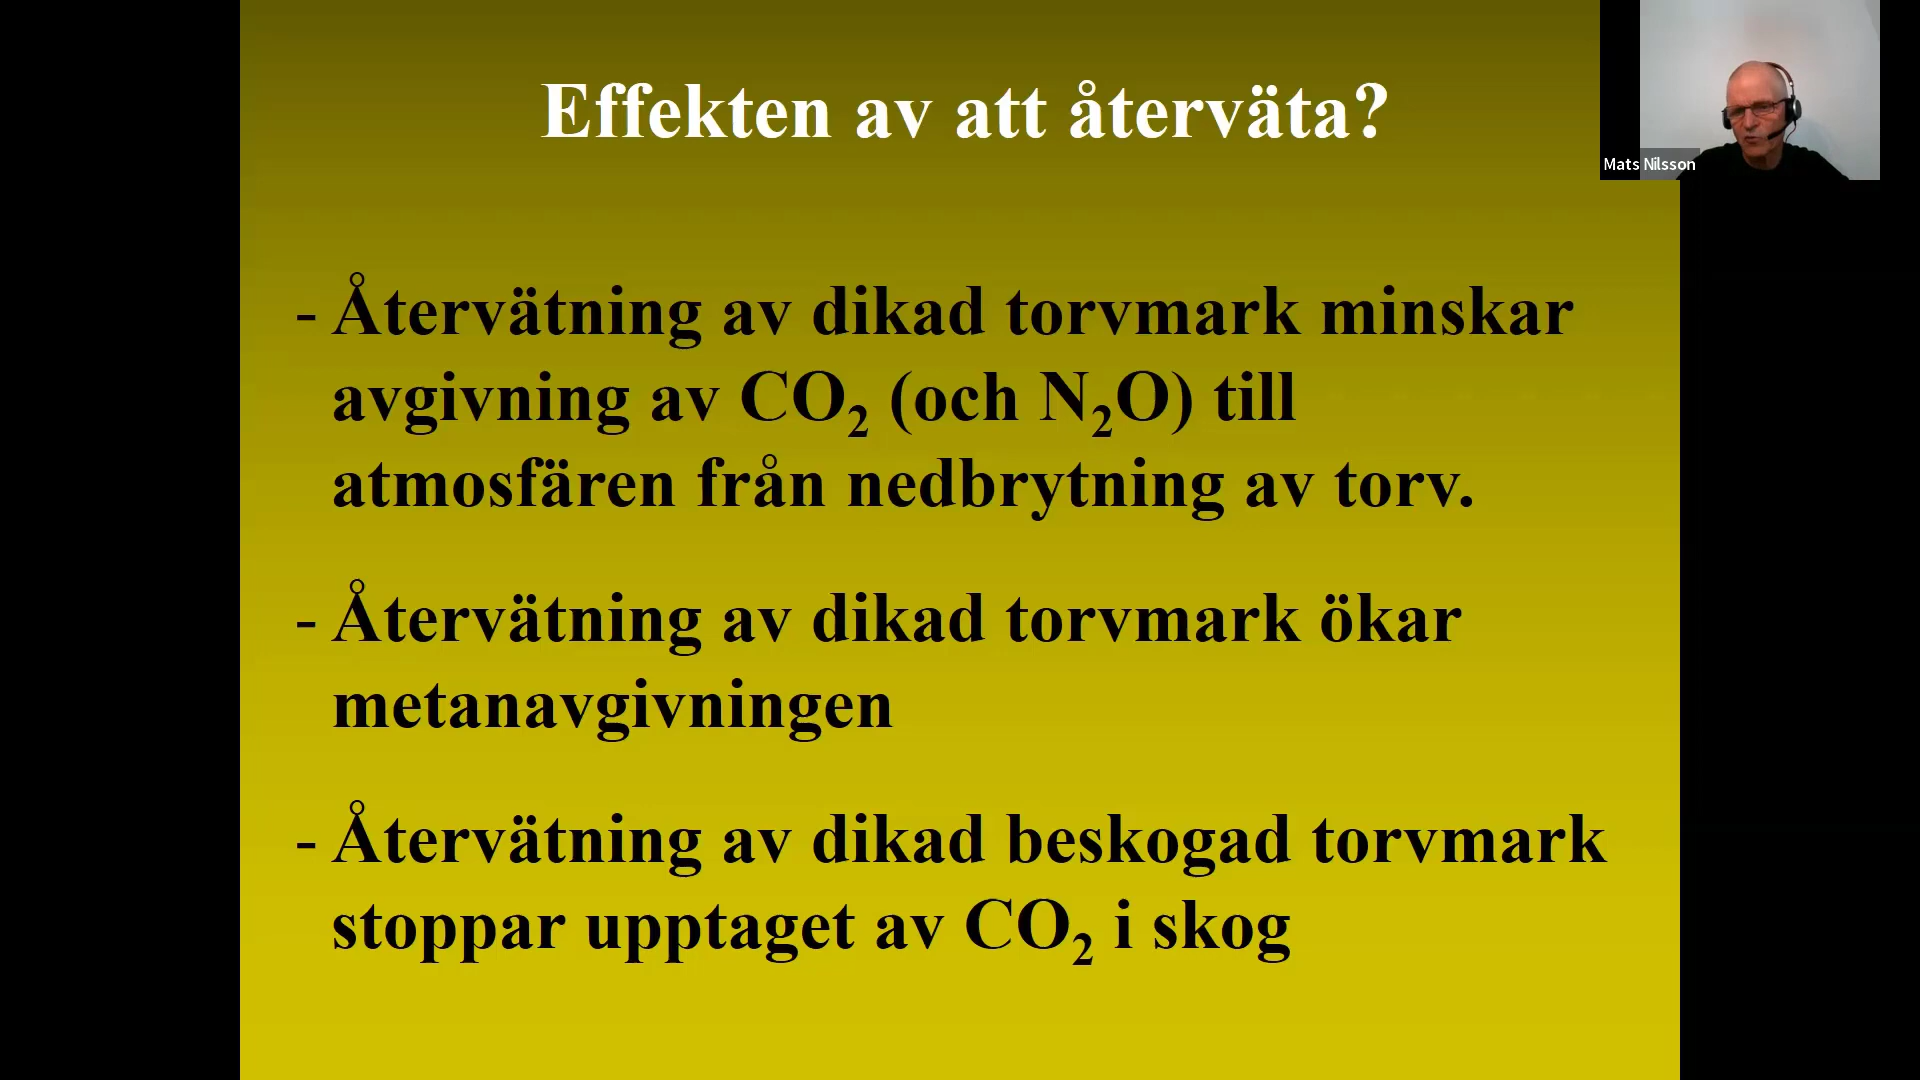 Effekten av att återväta?
Mats Nilsson
- Återvätning av dikad torvmark minskar
avgivning av CO₂ (och N₂O) till
atmosfären från nedbrytning av torv.
- Återvätning av dikad torvmark ökar
metanavgivningen
- Återvätning av dikad beskogad torvmark
stoppar upptaget av CO₂ i skog